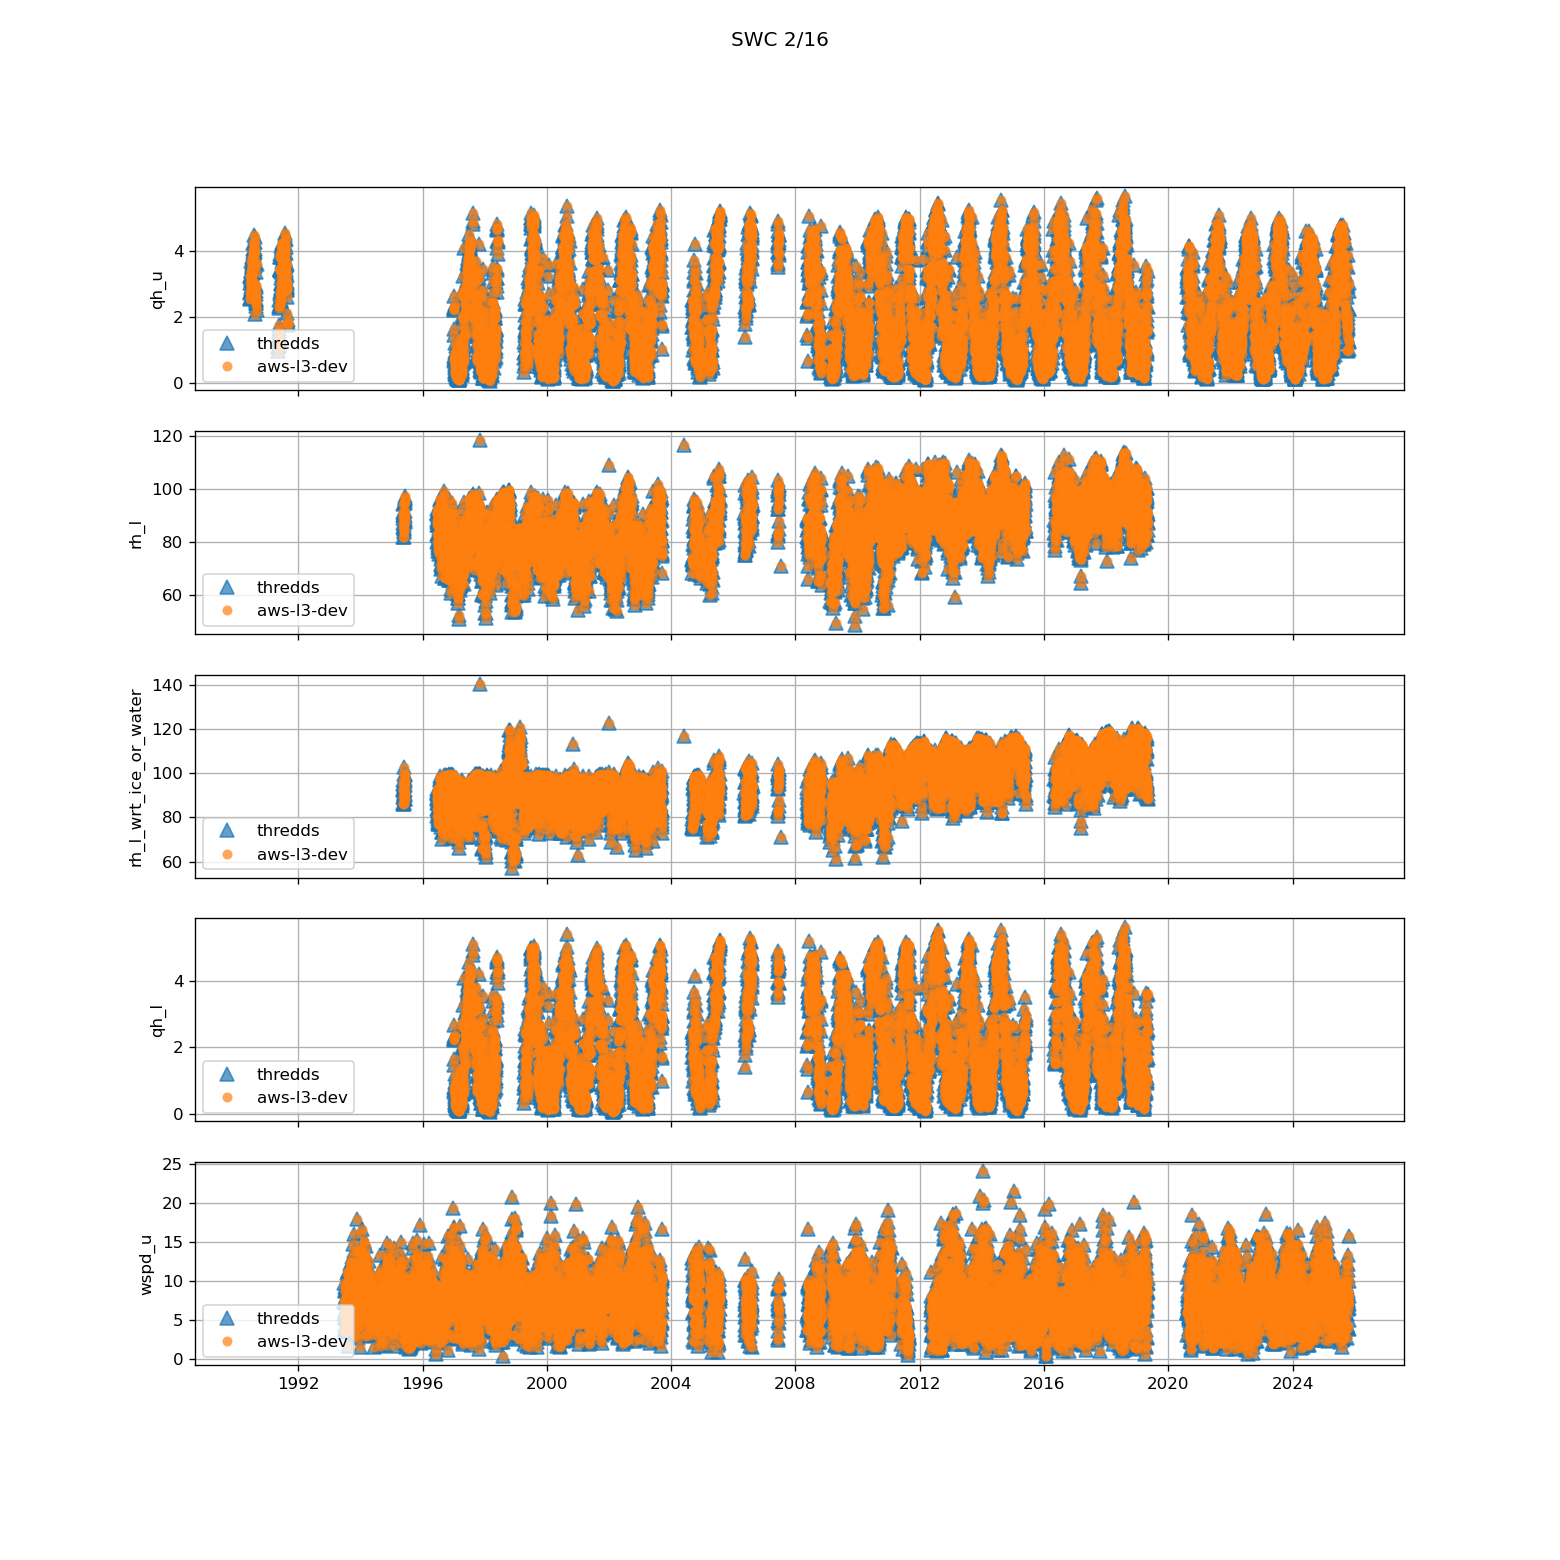 SWC 2/16
4
2
0
qh_u
thredds
aws-l3-dev
120
100
80
60
rh_l
thredds
aws-l3-dev
140
120
100
80
60
rh_l_wrt_ice_or_water
thredds
aws-l3-dev
4
2
0
qh_l
thredds
aws-l3-dev
25
20
15
10
5
0
wspd_u
thredds
aws-l3-dev
1992 1996 2000 2004 2008 2012 2016 2020 2024